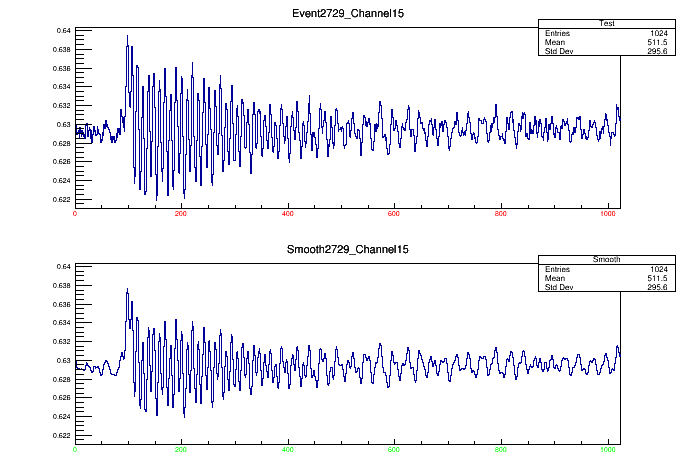 Event2729_Channel15
Test
Entries 1024
Mean 511.5
Std Dev 295.6
0.64
0.638
0.636
0.634
0.632
0.63
0.628
0.626
0.624
0.622
0 200 400 600 800 1000
Smooth2729_Channel15
Smooth
Entries 1024
Mean 511.5
Std Dev 295.6
0.64
0.638
0.636
0.634
0.632
0.63
0.628
0.626
0.624
0.622
0 200 400 600 800 1000